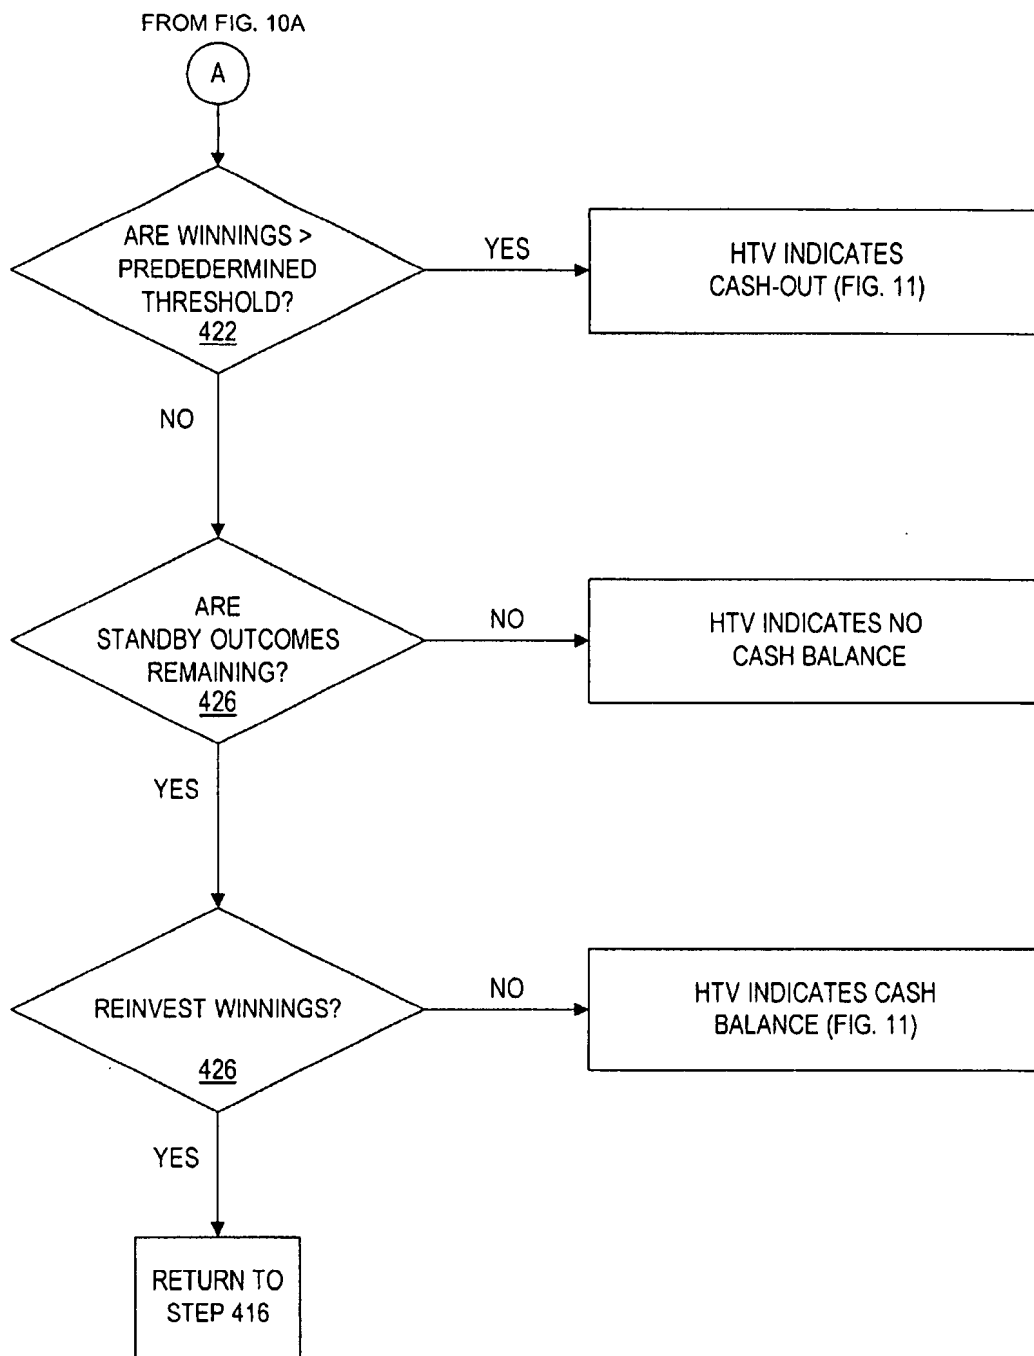 FROM FIG. 10A
A
ARE WINNINGS >
PREDEDERMINED
THRESHOLD?
422
YES
HTV INDICATES
CASH-OUT (FIG. 11)
NO
ARE
STANDBY OUTCOMES
REMAINING?
426
NO
HTV INDICATES NO
CASH BALANCE
YES
REINVEST WINNINGS?
426
NO
HTV INDICATES CASH
BALANCE (FIG. 11)
YES
RETURN TO
STEP 416